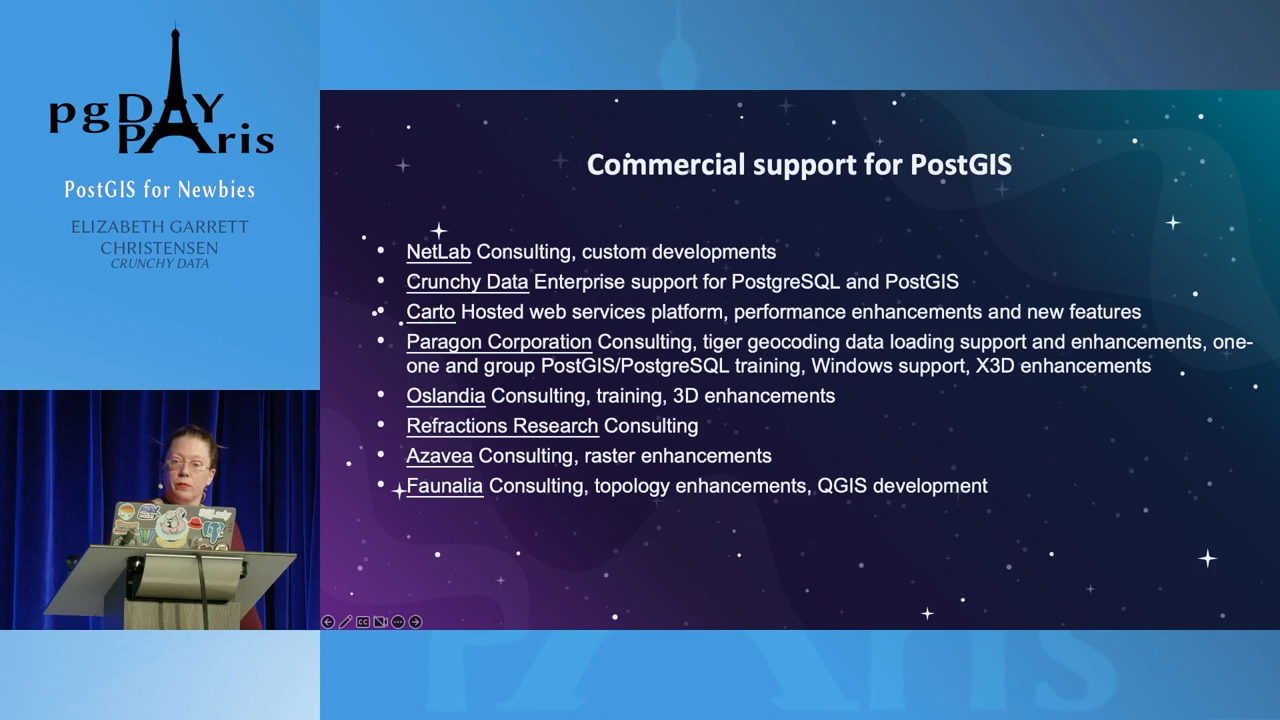 pgDAY
PAris
PostGIS for Newbies
ELIZABETH GARRETT
CHRISTENSEN
CRUNCHY DATA
Commercial support for PostGIS
• NetLab Consulting, custom developments
• Crunchy Data Enterprise support for PostgreSQL and PostGIS
• Carto Hosted web services platform, performance enhancements and new features
• Paragon Corporation Consulting, tiger geocoding data loading support and enhancements, one-
one and group PostGIS/PostgreSQL training, Windows support, X3D enhancements
• Oslandia Consulting, training, 3D enhancements
• Refractions Research Consulting
• Azavea Consulting, raster enhancements
• Faunalia Consulting, topology enhancements, QGIS development